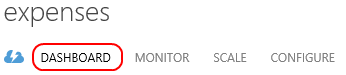 expenses
DASHBOARD MONITOR SCALE CONFIGURE